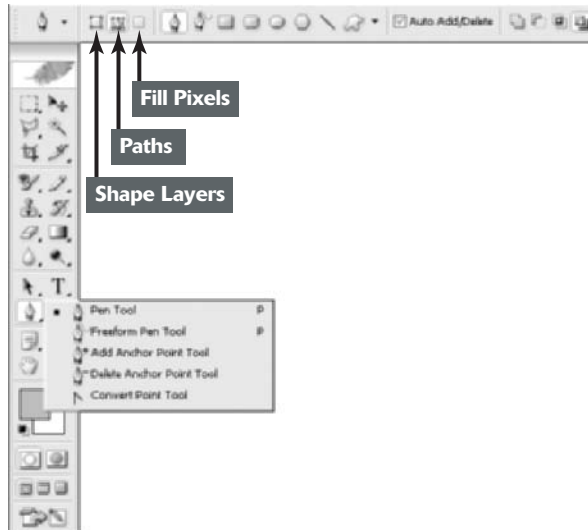 Auto Add/Delete
Fill Pixels
Paths
Shape Layers
T
Pen Tool P
Freeform Pen Tool P
Add Anchor Point Tool
Delete Anchor Point Tool
Convert Point Tool